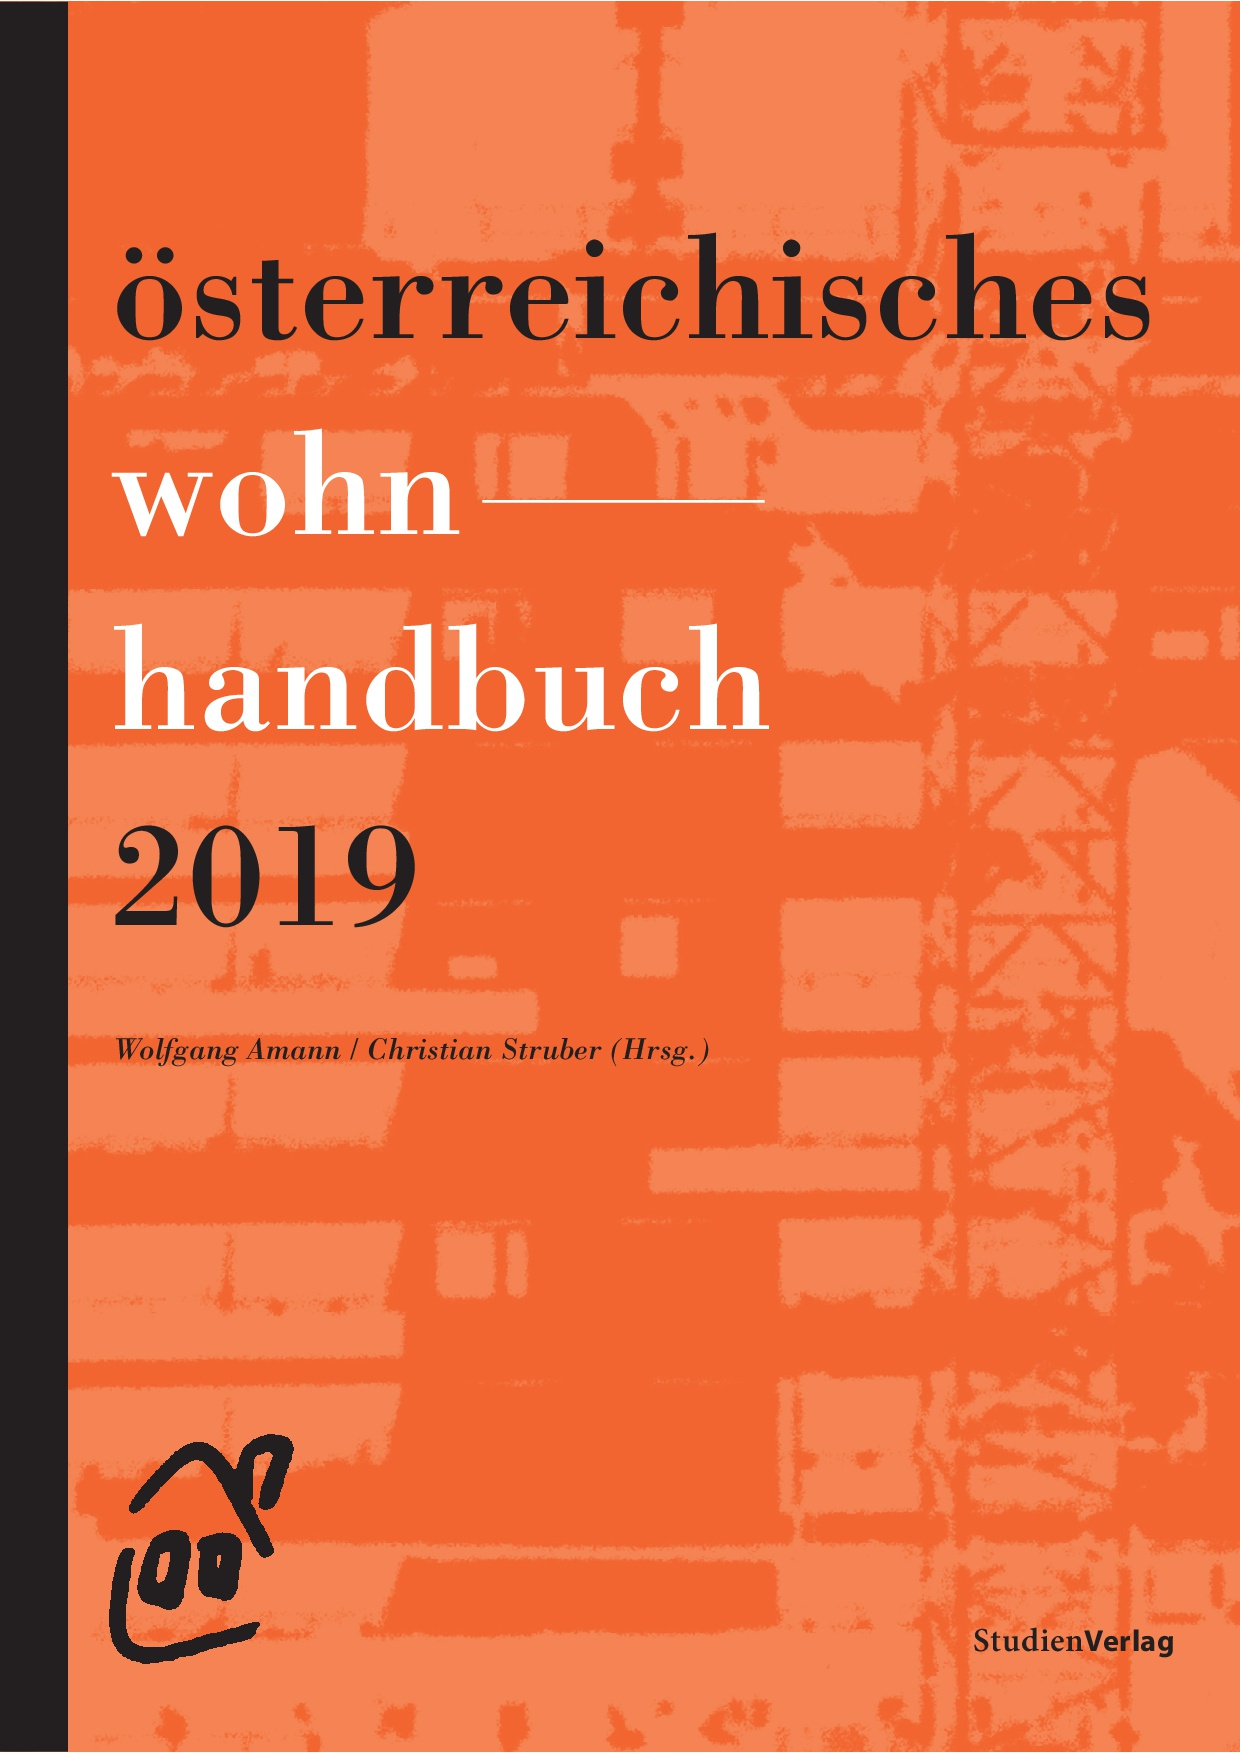 österreichisches
wohn
handbuch
2019
Wolfgang Amann / Christian Struber (Hrsg.)
StudienVerlag